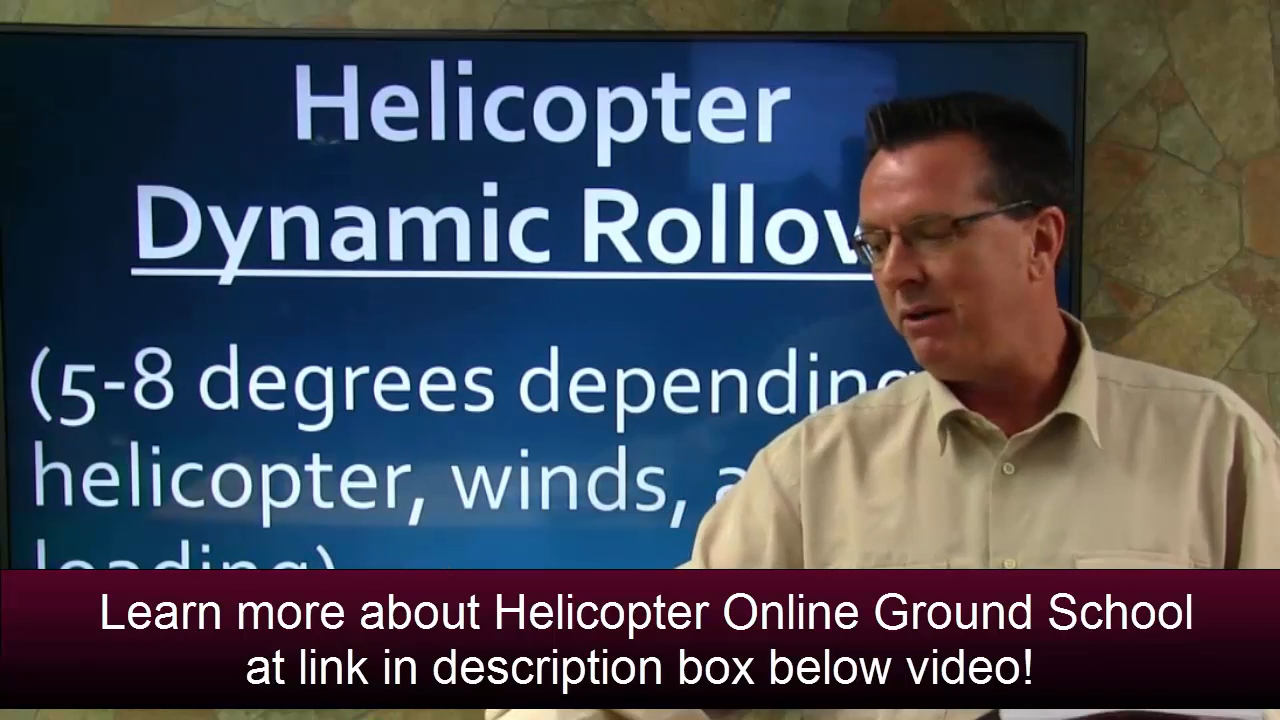 Helicopter
Dynamic Rollov
(5-8 degrees depending
helicopter, winds, a
loading)
Learn more about Helicopter Online Ground School
at link in description box below video!